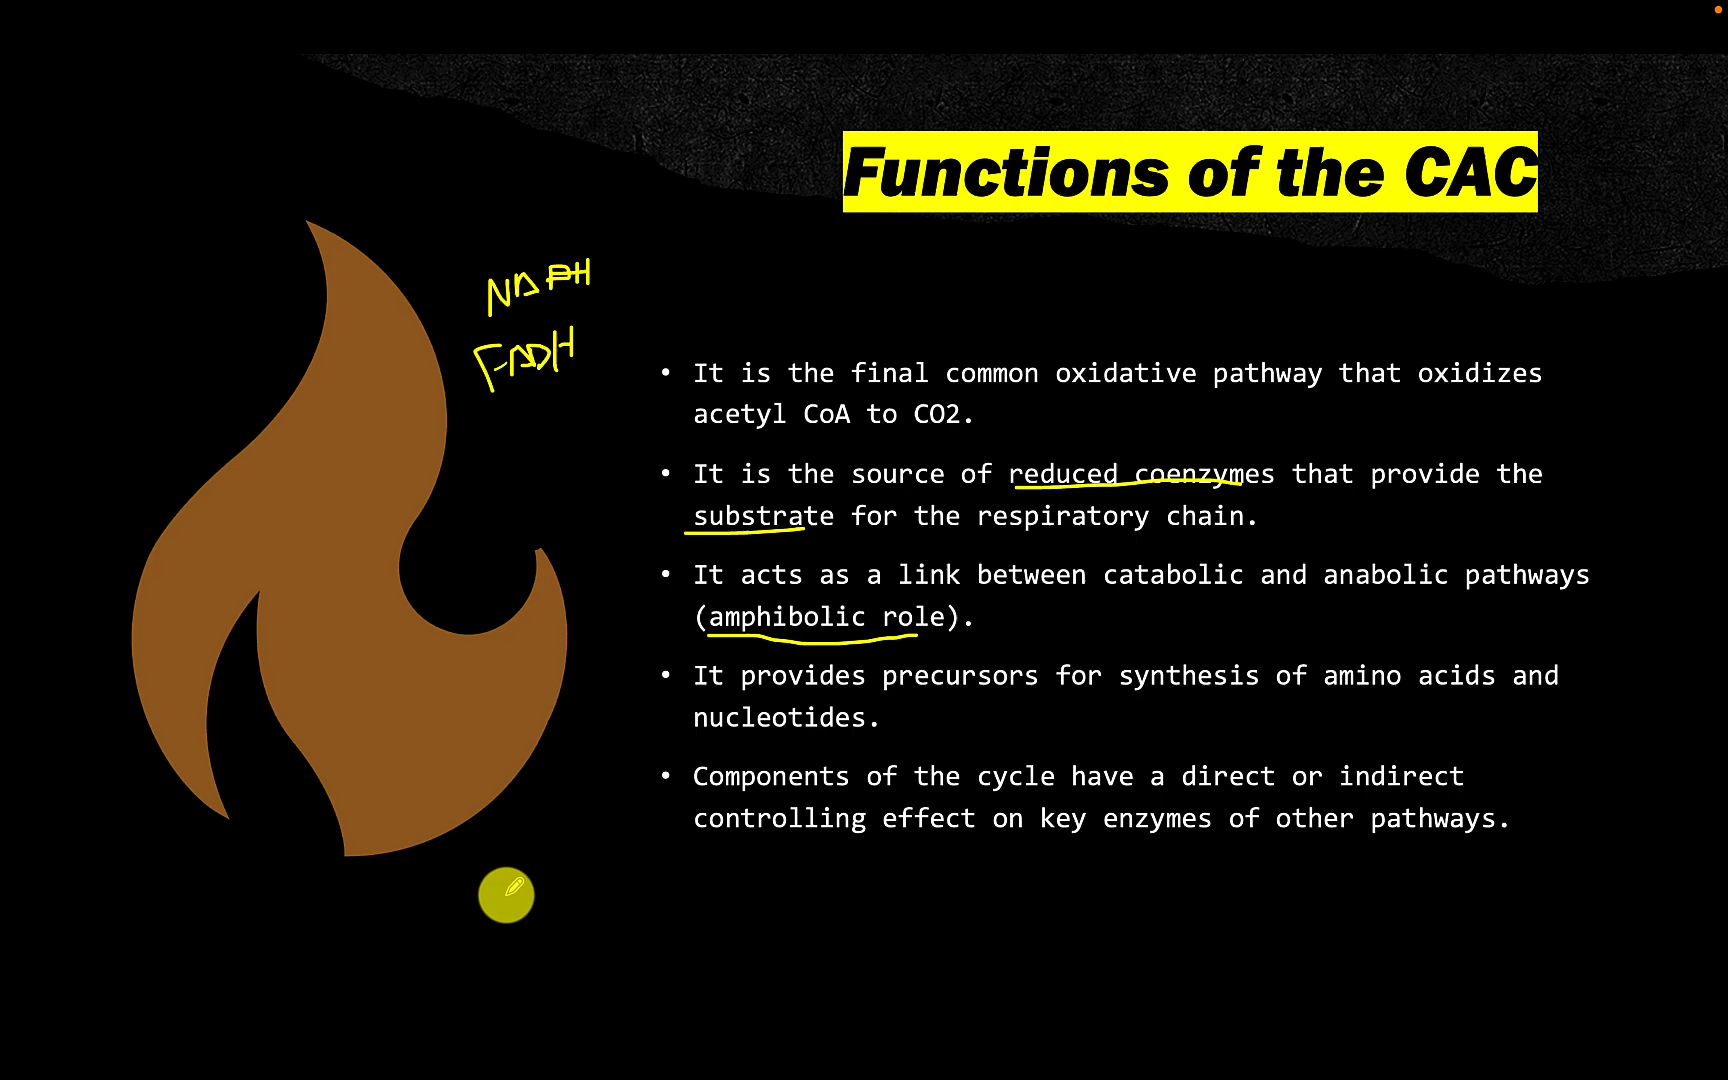 Functions of the CAC
NADH
FADH
• It is the final common oxidative pathway that oxidizes
acetyl CoA to CO2.
• It is the source of reduced coenzymes that provide the
substrate for the respiratory chain.
• It acts as a link between catabolic and anabolic pathways
(amphibolic role).
• It provides precursors for synthesis of amino acids and
nucleotides.
• Components of the cycle have a direct or indirect
controlling effect on key enzymes of other pathways.